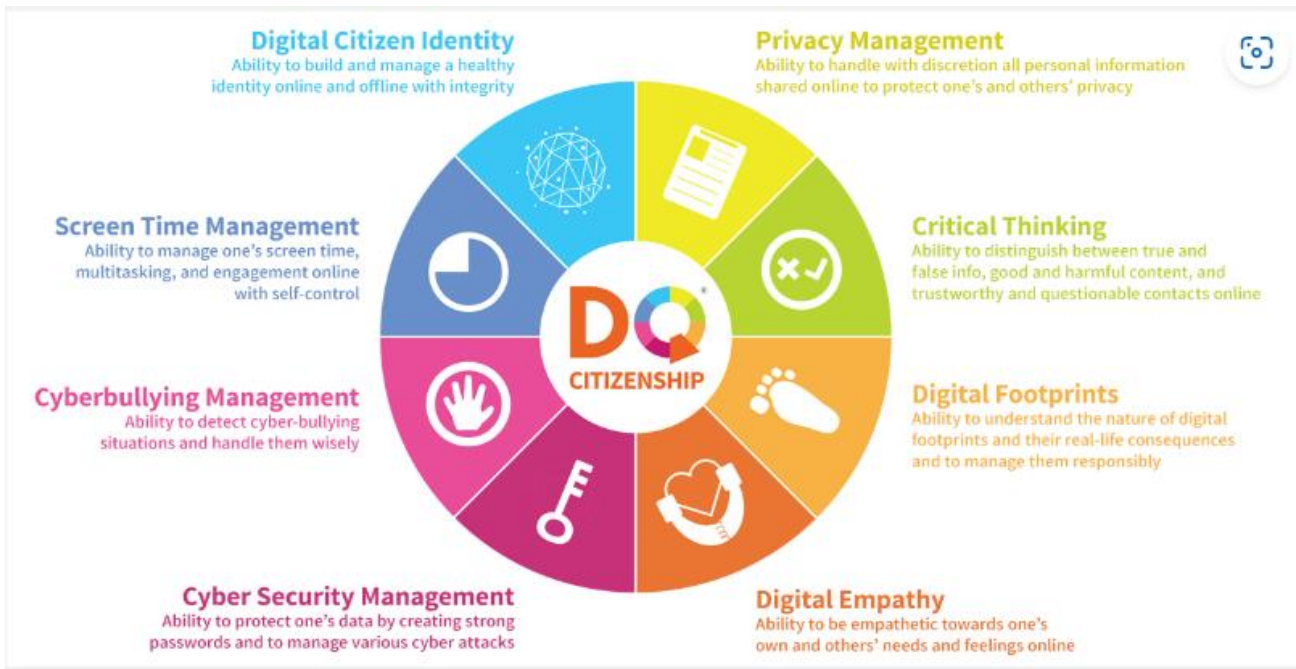 Digital Citizen Identity
Ability to build and manage a healthy
identity online and offline with integrity
Privacy Management
Ability to handle with discretion all personal information
shared online to protect one's and others' privacy
Screen Time Management
Ability to manage one's screen time,
multitasking, and engagement online
with self-control
Critical Thinking
Ability to distinguish between true and
false info, good and harmful content, and
trustworthy and questionable contacts online
DQ
®
CITIZENSHIP
Cyberbullying Management
Ability to detect cyber-bullying
situations and handle them wisely
Digital Footprints
Ability to understand the nature of digital
footprints and their real-life consequences
and to manage them responsibly
Cyber Security Management
Ability to protect one's data by creating strong
passwords and to manage various cyber attacks
Digital Empathy
Ability to be empathetic towards one's
own and others' needs and feelings online